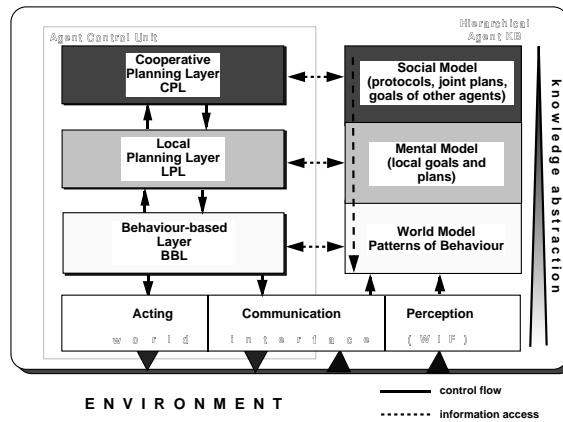 Agent Control Unit
Hierarchical
Agent KB
Cooperative
Planning Layer
CPL
Social Model
(protocols, joint plans,
goals of other agents)
Local
Planning Layer
LPL
Mental Model
(local goals and
plans)
Behaviour-based
Layer
BBL
World Model
Patterns of Behaviour
knowledge abstraction
Acting
Communication
Perception
world interface (WIF)
ENVIRONMENT
control flow
information access